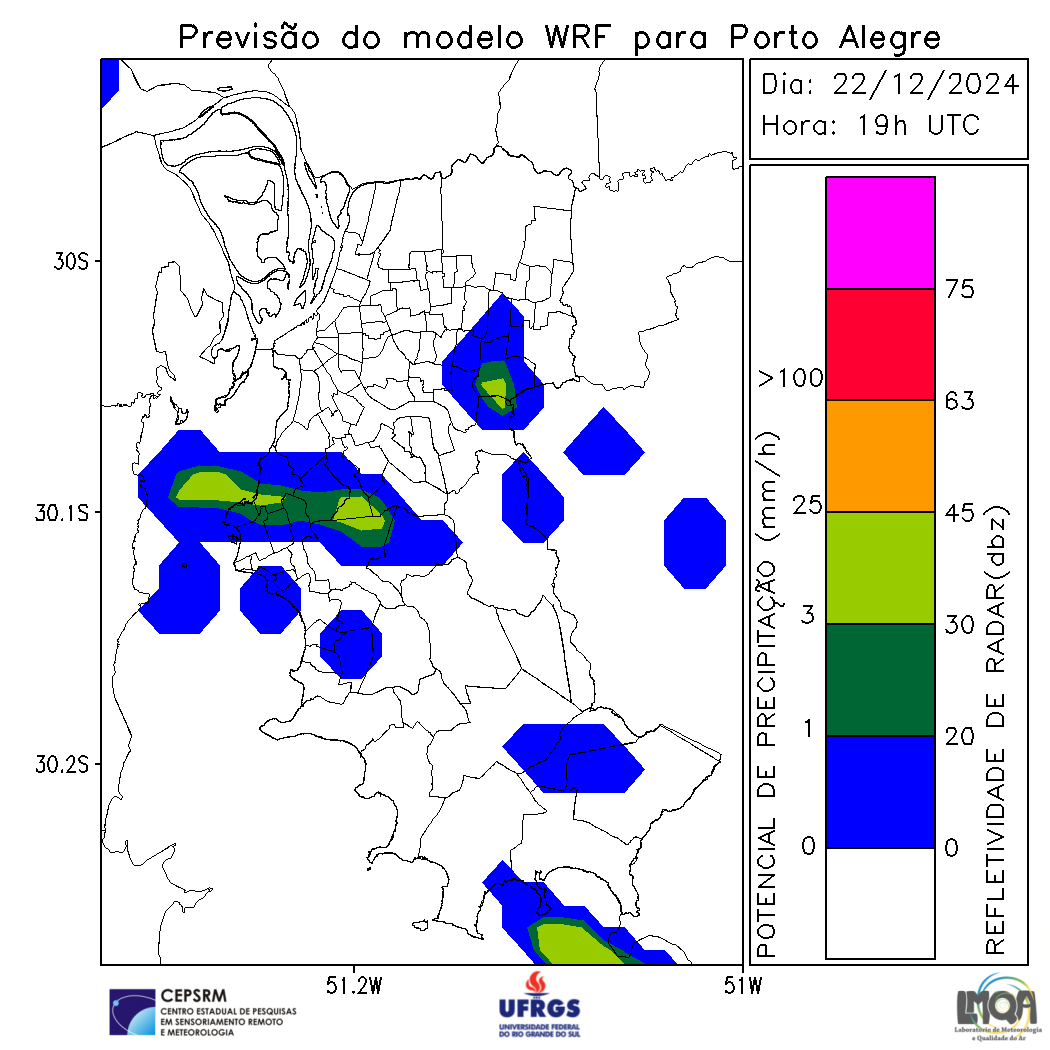 Previsão do modelo WRF para Porto Alegre
Dia: 22/12/2024
Hora: 19h UTC
30S
30.1S
30.2S
51.2W
51W
POTENCIAL DE PRECIPITAÇÃO (mm/h)
>100
25
3
1
0
75
63
45
30
20
0
REFLETIVIDADE DE RADAR(dbz)
CEPSRM
CENTRO ESTADUAL DE PESQUISAS
EM SENSORIAMENTO REMOTO
E METEOROLOGIA
UFRGS
UNIVERSIDADE FEDERAL
DO RIO GRANDE DO SUL
LMQA
Laboratório de Meteorologia
e Qualidade do Ar